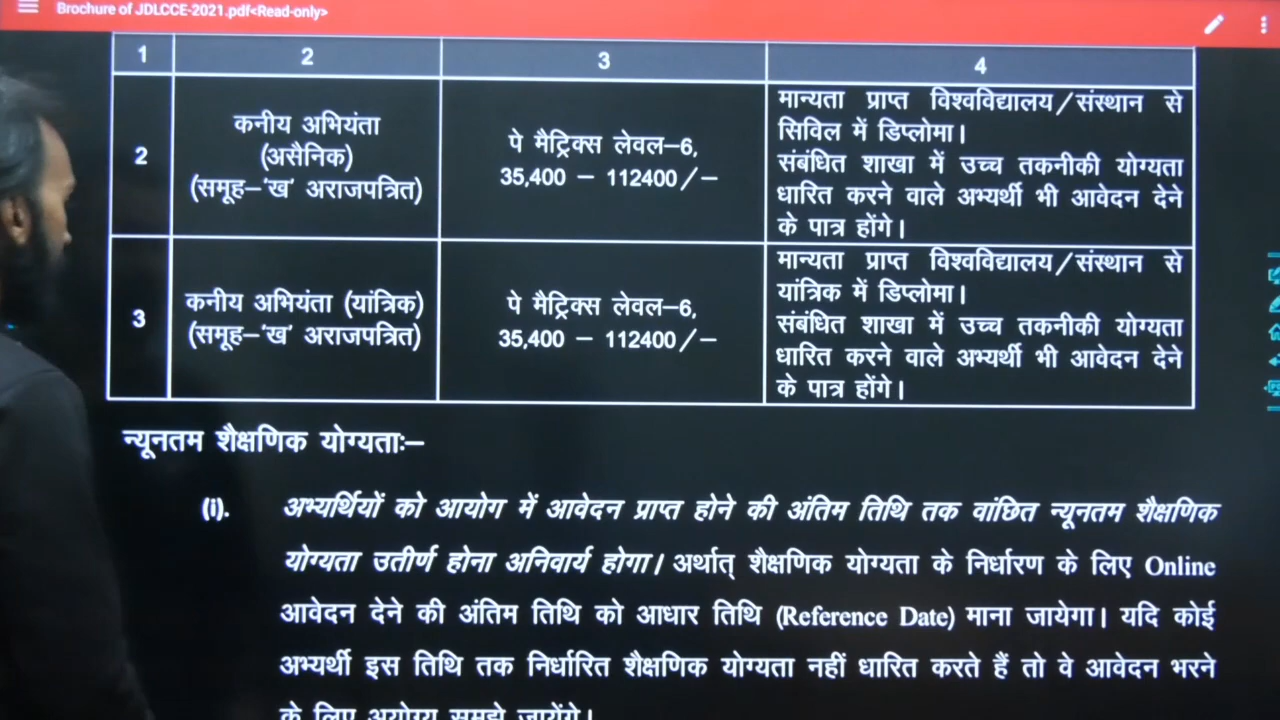 Brochure of JDLCCE-2021.pdf<Read-only>
1 2 3 4
2
कनीय अभियंता
(असैनिक)
(समूह–'ख' अराजपत्रित)
पे मैट्रिक्स लेवल–6,
35,400 – 112400/–
मान्यता प्राप्त विश्वविद्यालय/संस्थान से
सिविल में डिप्लोमा।
संबंधित शाखा में उच्च तकनीकी योग्यता
धारित करने वाले अभ्यर्थी भी आवेदन देने
के पात्र होंगे।
3
कनीय अभियंता (यांत्रिक)
(समूह–'ख' अराजपत्रित)
पे मैट्रिक्स लेवल–6,
35,400 – 112400/–
मान्यता प्राप्त विश्वविद्यालय/संस्थान से
यांत्रिक में डिप्लोमा।
संबंधित शाखा में उच्च तकनीकी योग्यता
धारित करने वाले अभ्यर्थी भी आवेदन देने
के पात्र होंगे।
न्यूनतम शैक्षणिक योग्यताः–
(i). अभ्यर्थियों को आयोग में आवेदन प्राप्त होने की अंतिम तिथि तक वांछित न्यूनतम शैक्षणिक
योग्यता उतीर्ण होना अनिवार्य होगा। अर्थात् शैक्षणिक योग्यता के निर्धारण के लिए Online
आवेदन देने की अंतिम तिथि को आधार तिथि (Reference Date) माना जायेगा। यदि कोई
अभ्यर्थी इस तिथि तक निर्धारित शैक्षणिक योग्यता नहीं धारित करते हैं तो वे आवेदन भरने
के लिए अयोग्य समझे जायेंगे।